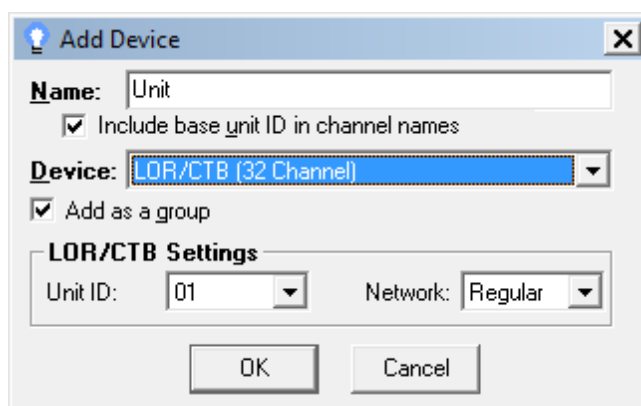 Add Device
Name: Unit
Include base unit ID in channel names
Device: LOR/CTB (32 Channel)
Add as a group
LOR/CTB Settings
Unit ID: 01 Network: Regular
OK Cancel